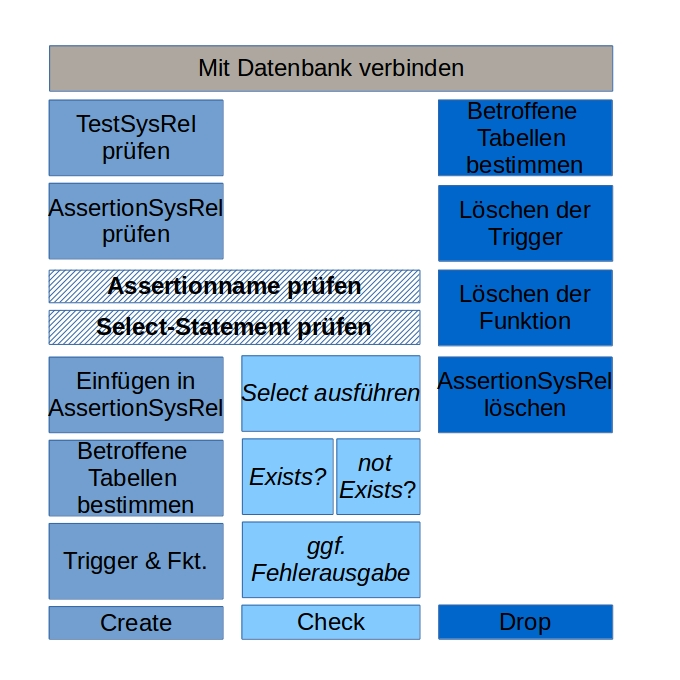 Mit Datenbank verbinden
TestSysRel
prüfen
AssertionSysRel
prüfen
Betroffene
Tabellen
bestimmen
Löschen der
Trigger
Assertionname prüfen
Select-Statement prüfen
Löschen der
Funktion
Einfügen in
AssertionSysRel
Select ausführen
AssertionSysRel
löschen
Betroffene
Tabellen
bestimmen
Exists?
not
Exists?
Trigger & Fkt.
ggf.
Fehlerausgabe
Create
Check
Drop